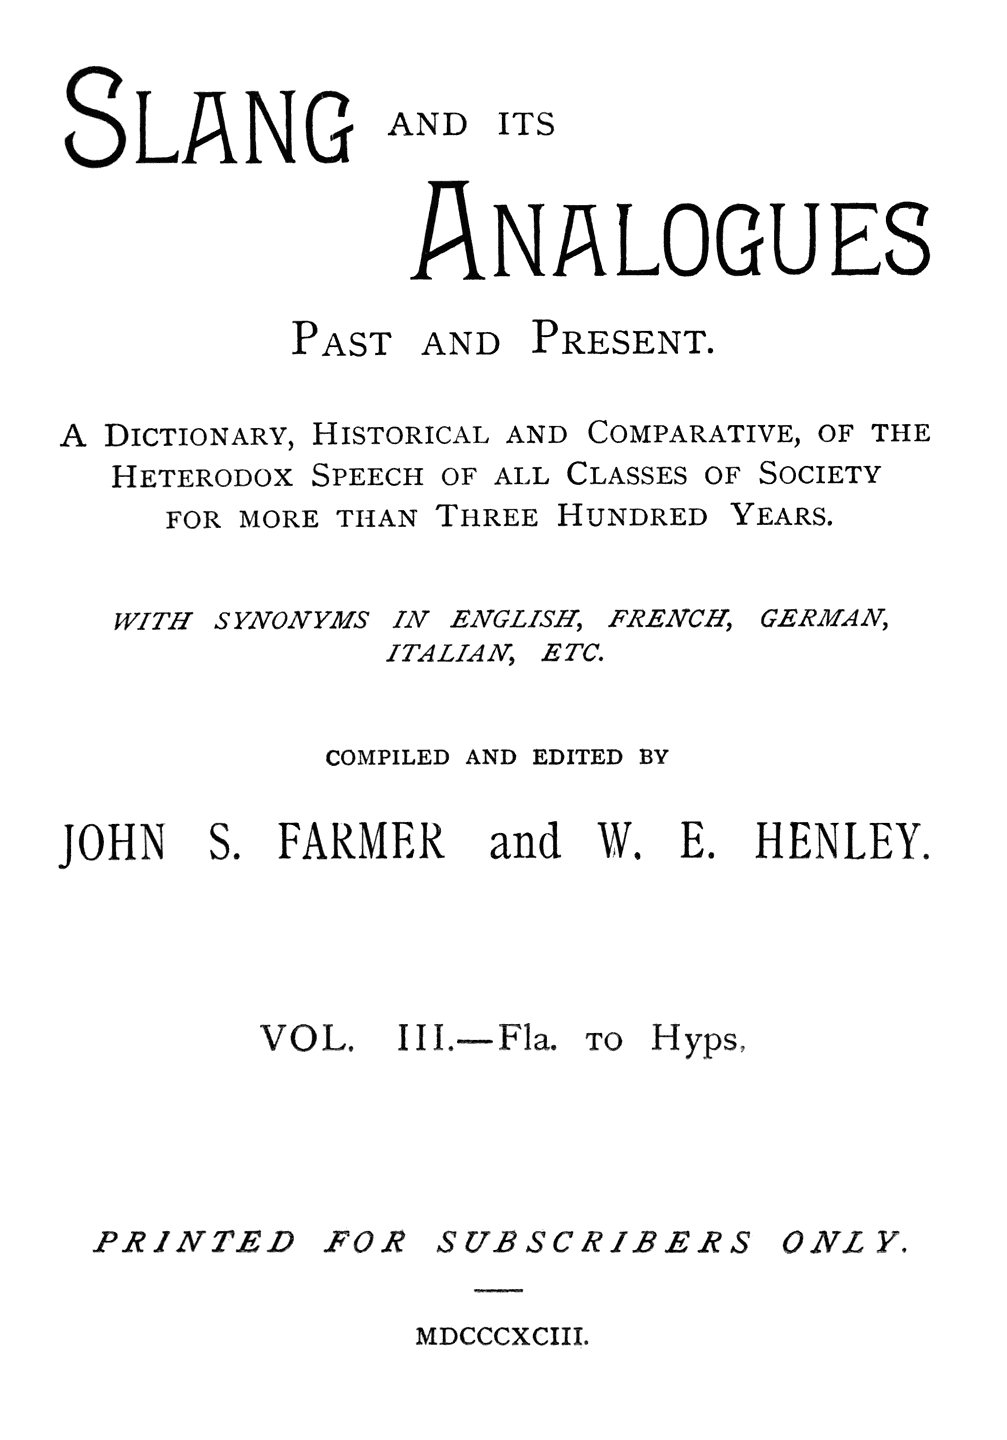 SLANG AND ITS
ANALOGUES
PAST AND PRESENT.
A DICTIONARY, HISTORICAL AND COMPARATIVE, OF THE
HETERODOX SPEECH OF ALL CLASSES OF SOCIETY
FOR MORE THAN THREE HUNDRED YEARS.
WITH SYNONYMS IN ENGLISH, FRENCH, GERMAN,
ITALIAN, ETC.
COMPILED AND EDITED BY
JOHN S. FARMER and W. E. HENLEY.
VOL. III.—Fla. TO Hyps.
PRINTED FOR SUBSCRIBERS ONLY.
MDCCCXCIII.